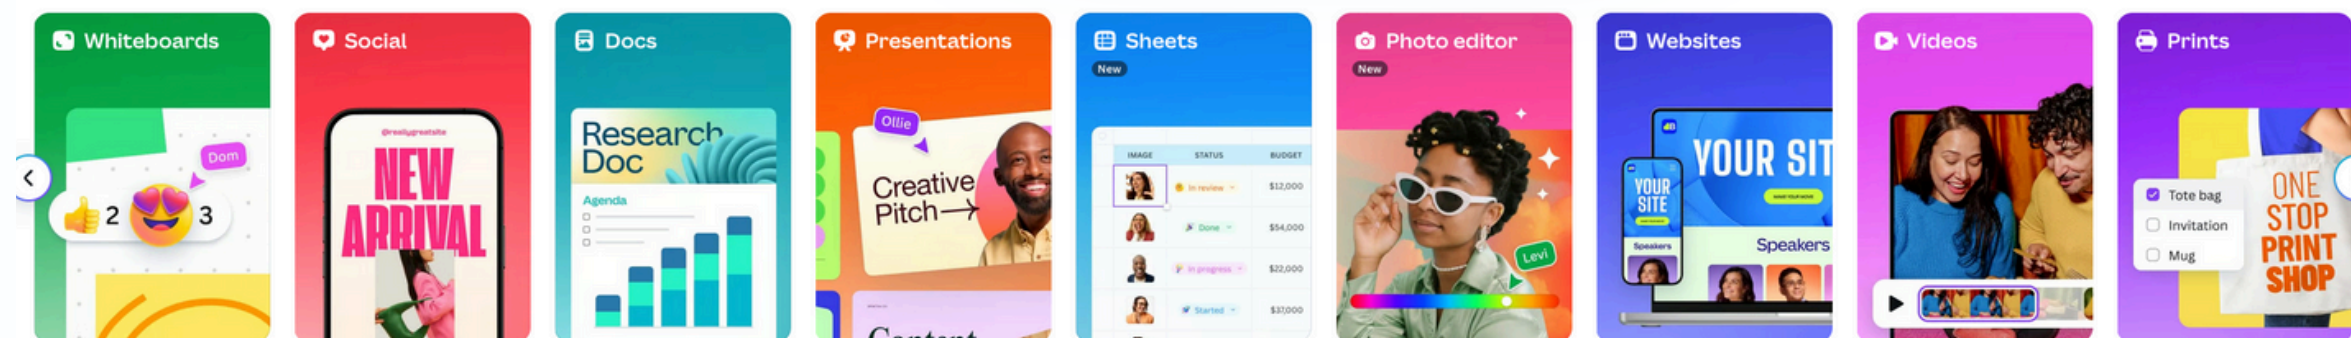 Whiteboards
Dom
2
3
Social
@reallygreatsite
NEW
ARRIVAL
Docs
Research
Doc
Agenda
Presentations
Ollie
Creative
Pitch
Sheets
New
IMAGE STATUS BUDGET
In review $12,000
Done $54,000
In progress $22,000
Started $37,000
Photo editor
New
Levi
Websites
YOUR SIT
YOUR
SITE
Speakers
Speakers
Videos
Prints
Tote bag
Invitation
Mug
ONE
STOP
PRINT
SHOP